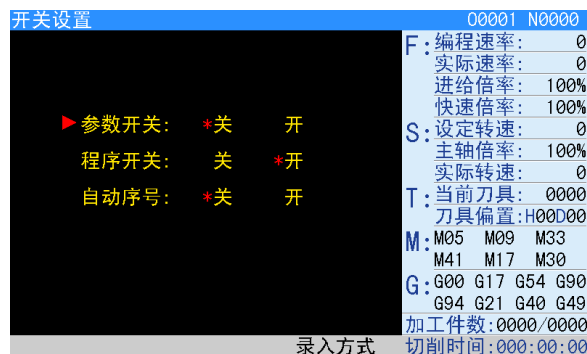 开关设置 O0001 N0000
参数开关: *关 开
程序开关: 关 *开
自动序号: *关 开
F:编程速率: 0
实际速率: 0
进给倍率: 100%
快速倍率: 100%
S:设定转速: 0
主轴倍率: 100%
实际转速: 0
T:当前刀具: 0000
刀具偏置:H00D00
M:M05 M09 M33
M41 M17 M30
G:G00 G17 G54 G90
G94 G21 G40 G49
加工件数:0000/0000
录入方式 切削时间:000:00:00